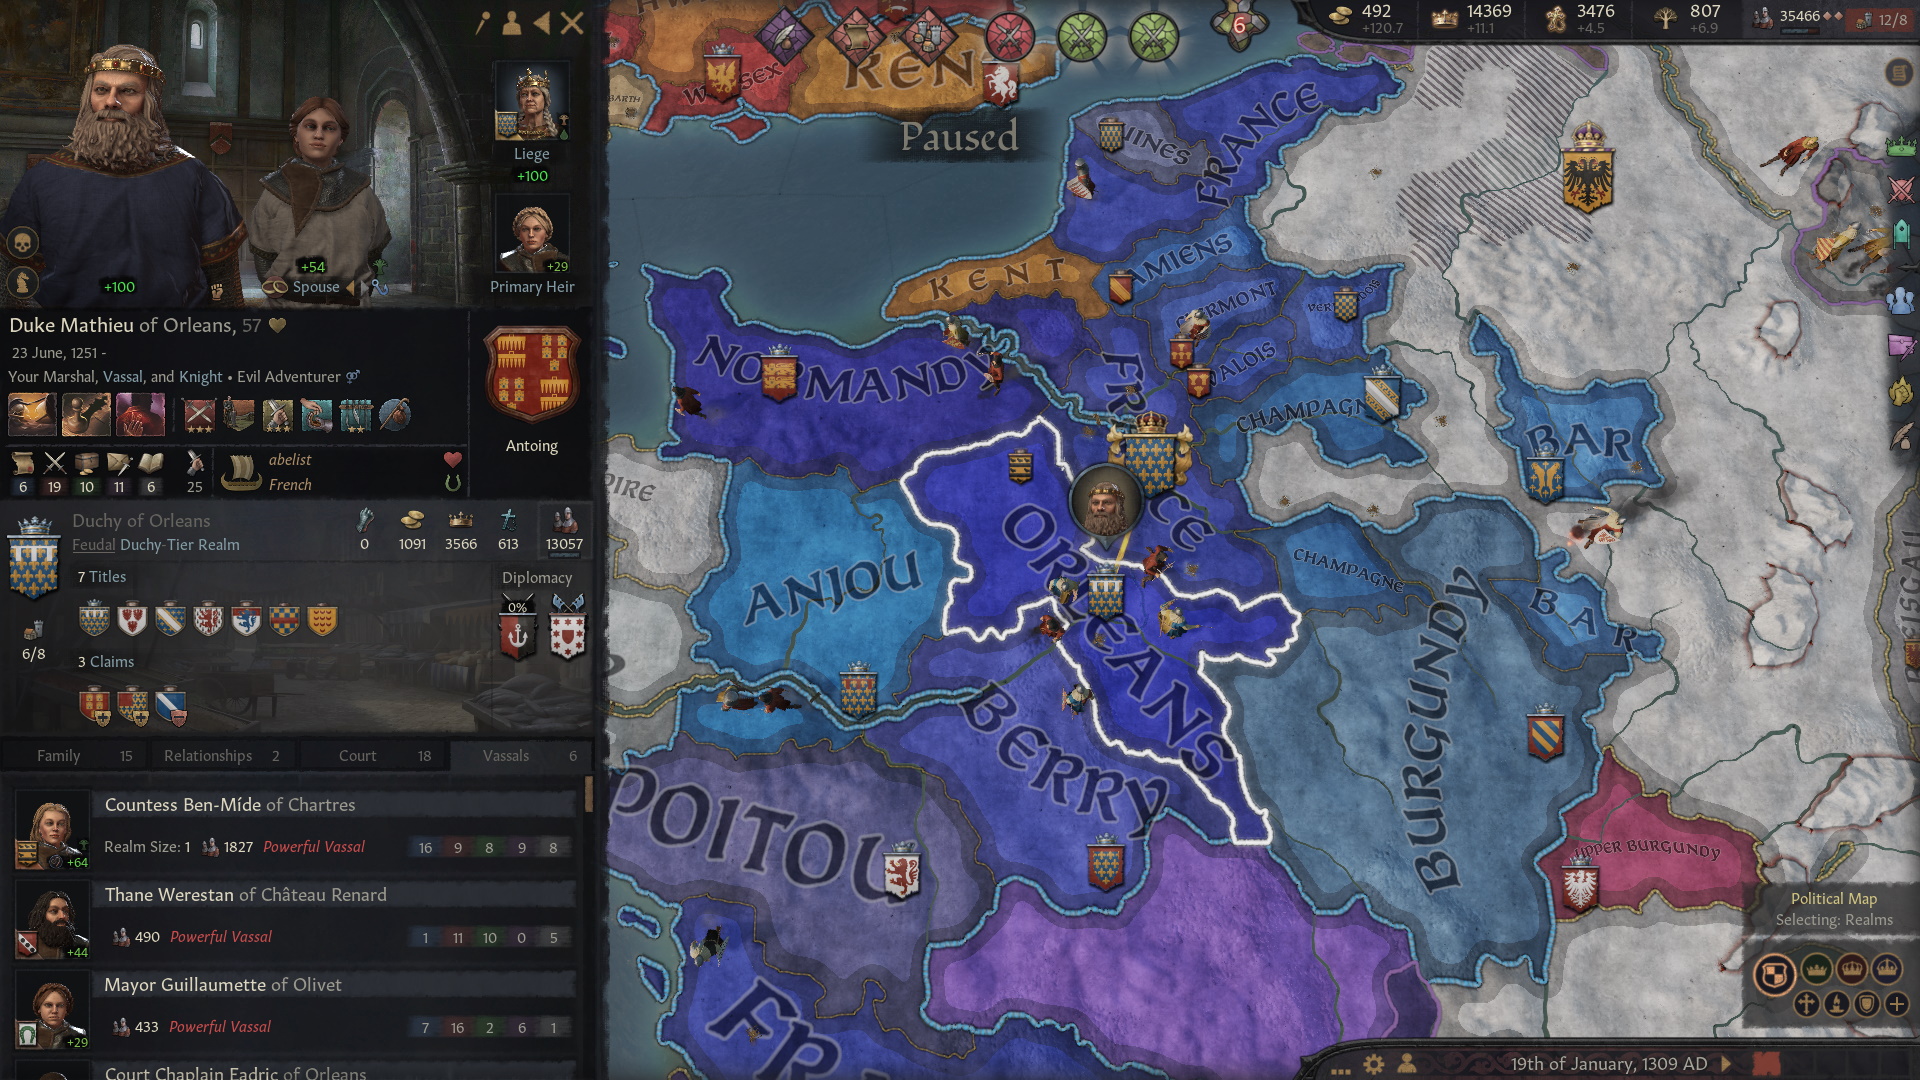 492
+120.7
14369
+11.1
3476
+4.5
807
+6.9
35466
12/8
6
Paused
Liege
+100
+29
Primary Heir
+100
+54
Spouse
Duke Mathieu of Orleans, 57
23 June, 1251 -
Your Marshal, Vassal, and Knight • Evil Adventurer
Antoing
6
19
10
11
6
25
abelist
French
Duchy of Orleans
Feudal Duchy-Tier Realm
0
1091
3566
613
13057
7 Titles
Diplomacy
0%
6/8
3 Claims
Family 15
Relationships 2
Court 18
Vassals 6
Countess Ben-Míde of Chartres
Realm Size: 1 1827 Powerful Vassal 16 9 8 9 8
+64
Thane Werestan of Château Renard
490 Powerful Vassal 1 11 10 0 5
+44
Mayor Guillaumette of Olivet
433 Powerful Vassal 7 16 2 6 1
+29
Court Chaplain Eadric of Orleans
KEN
FRANCE
AMIENS
KENT
VALOIS
NORMANDY
FRANCE
CHAMPAGN
BAR
ORLEANS
ANJOU
CHAMPAGNE
BAR
BURGUNDY
BERRY
POITOU
UPPER BURGUNDY
FR
Political Map
Selecting: Realms
19th of January, 1309 AD